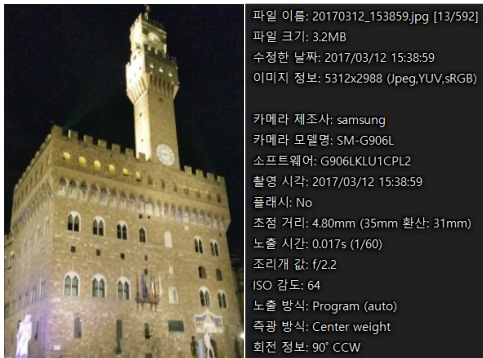 파일 이름: 20170312_153859.jpg [13/592]
파일 크기: 3.2MB
수정한 날짜: 2017/03/12 15:38:59
이미지 정보: 5312x2988 (Jpeg,YUV,sRGB)
카메라 제조사: samsung
카메라 모델명: SM-G906L
소프트웨어: G906LKLU1CPL2
촬영 시각: 2017/03/12 15:38:59
플래시: No
초점 거리: 4.80mm (35mm 환산: 31mm)
노출 시간: 0.017s (1/60)
조리개 값: f/2.2
ISO 감도: 64
노출 방식: Program (auto)
측광 방식: Center weight
회전 정보: 90˚ CCW